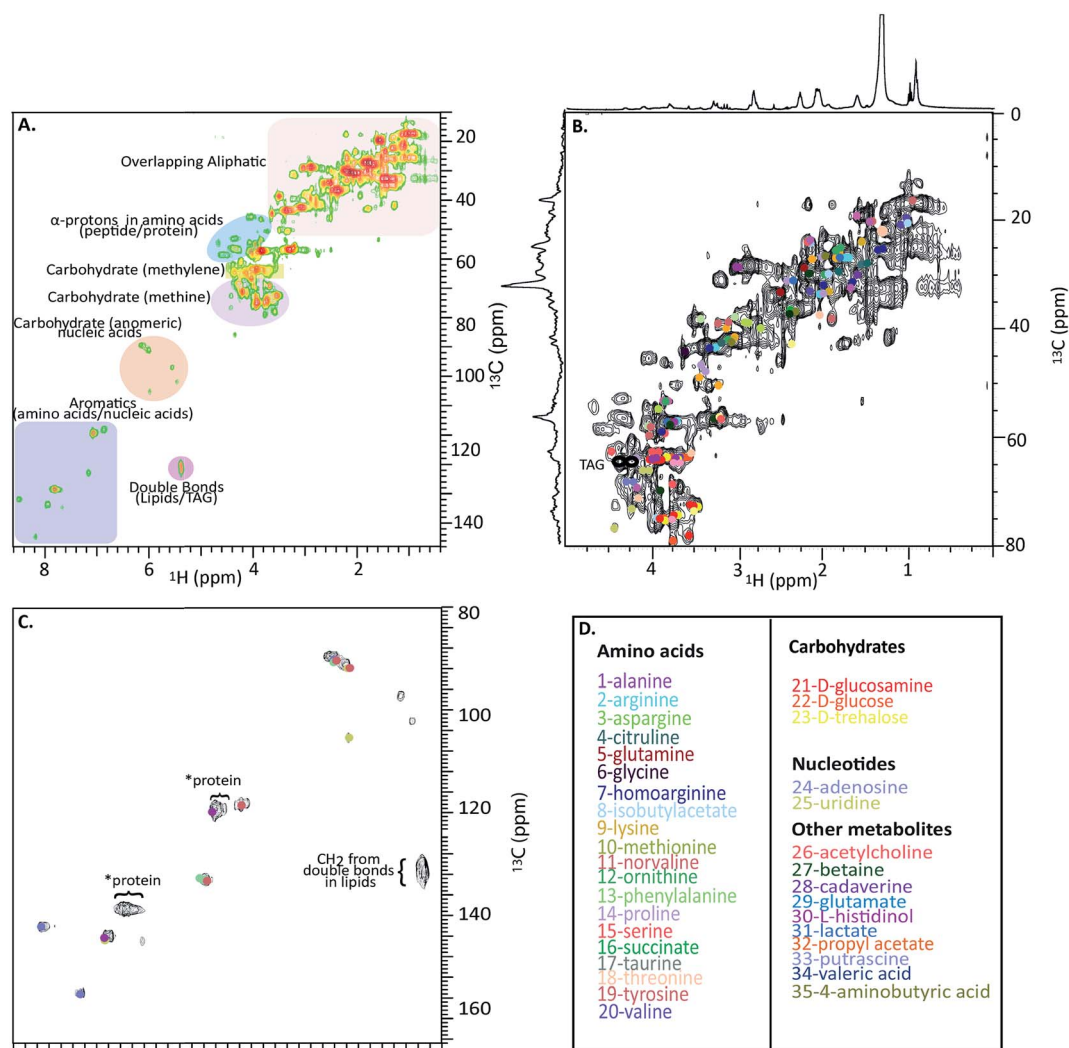 A.
Overlapping Aliphatic
α-protons in amino acids
(peptide/protein)
Carbohydrate (methylene)
Carbohydrate (methine)
Carbohydrate (anomeric)
nucleic acids
Aromatics
(amino acids/nucleic acids)
Double Bonds
(Lipids/TAG)
20
40
60
80
100
120
140
13C (ppm)
8
6
4
2
1H (ppm)
B.
TAG
0
20
40
60
80
13C (ppm)
4
3
2
1
1H (ppm)
C.
*protein
*protein
CH2 from
double bonds
in lipids
80
100
120
140
160
13C (ppm)
D.
Amino acids
1-alanine
2-arginine
3-aspargine
4-citruline
5-glutamine
6-glycine
7-homoarginine
8-isobutylacetate
9-lysine
10-methionine
11-norvaline
12-ornithine
13-phenylalanine
14-proline
15-serine
16-succinate
17-taurine
18-threonine
19-tyrosine
20-valine
Carbohydrates
21-D-glucosamine
22-D-glucose
23-D-trehalose
Nucleotides
24-adenosine
25-uridine
Other metabolites
26-acetylcholine
27-betaine
28-cadaverine
29-glutamate
30-L-histidinol
31-lactate
32-propyl acetate
33-putrascine
34-valeric acid
35-4-aminobutyric acid